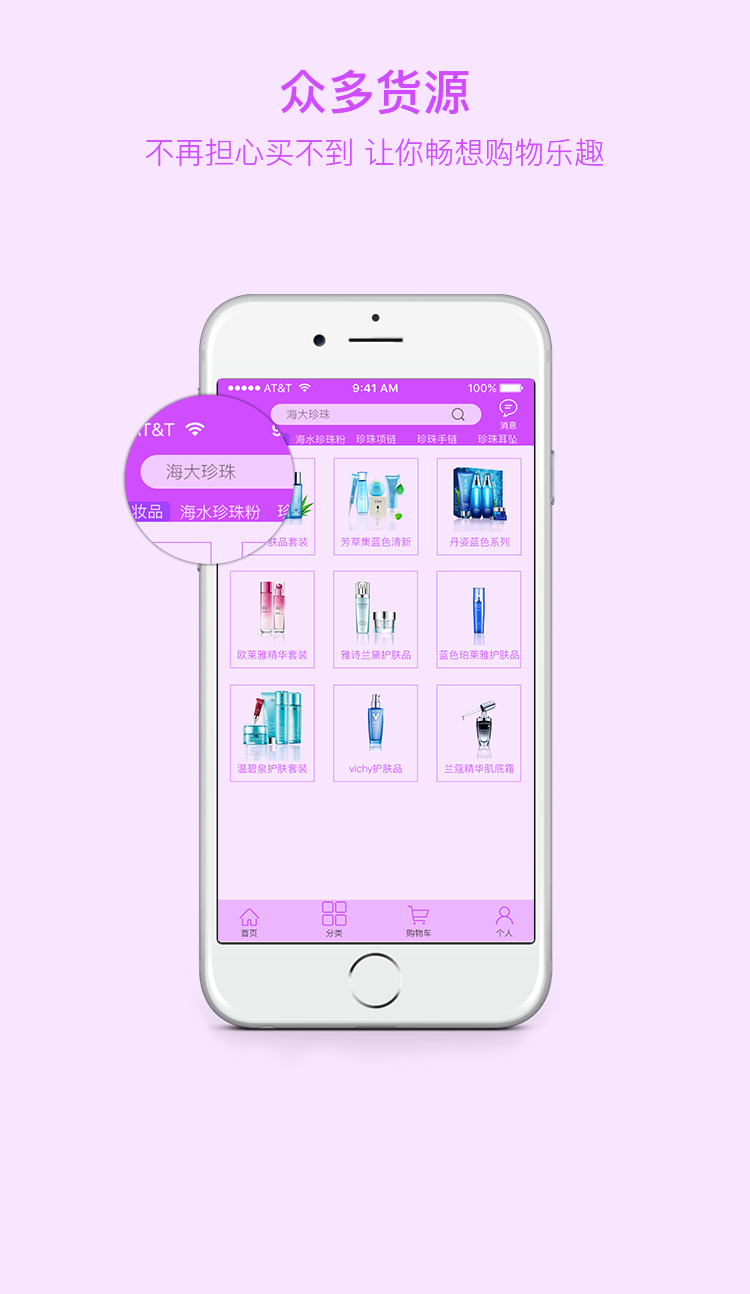 众多货源
不再担心买不到 让你畅想购物乐趣
●●●●● AT&T 9:41 AM 100%
海大珍珠
消息
海水珍珠粉 珍珠项链 珍珠手链 珍珠耳坠
T&T 9
海大珍珠
妆品 海水珍珠粉 珍
肤品套装 芳草集蓝色清新 丹姿蓝色系列
欧莱雅精华套装 雅诗兰黛护肤品 蓝色珀莱雅护肤品
温碧泉护肤套装 vichy护肤品 兰蔻精华肌底霜
首页 分类 购物车 个人